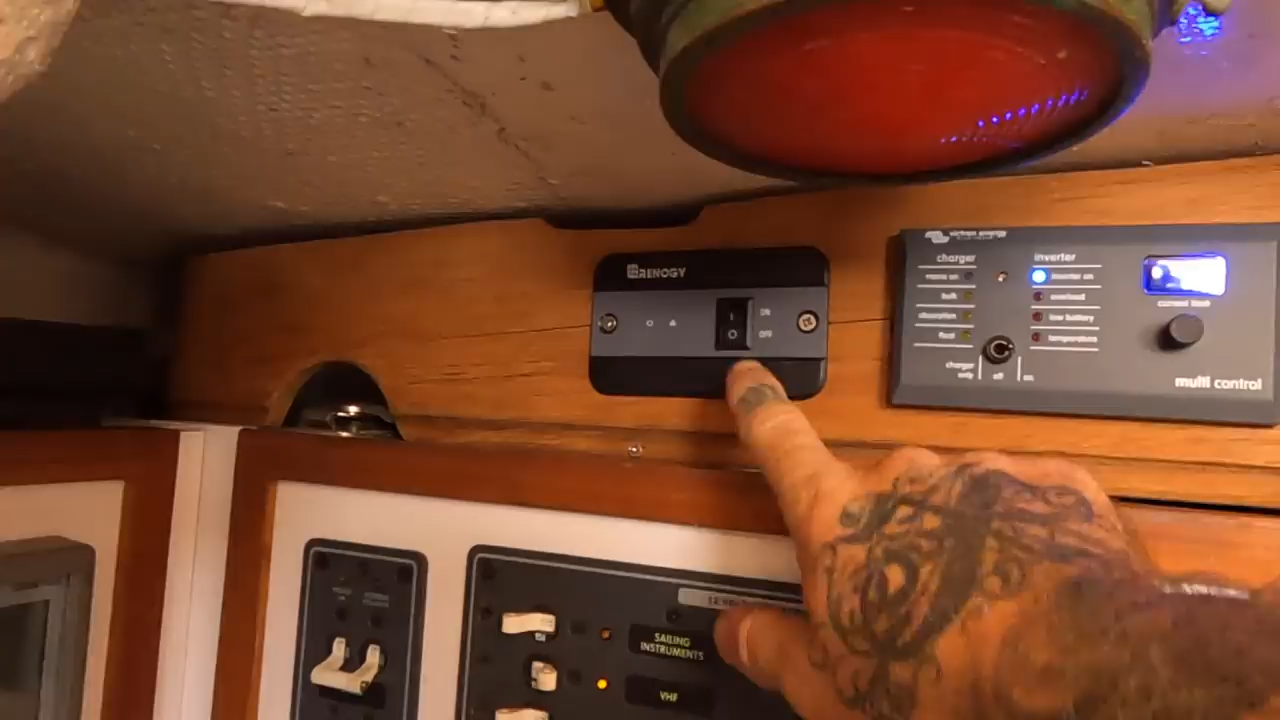 RENOGY
ON
OFF
victron energy
charger
mains on
bulk
absorption
float
charger only
off
on
inverter
inverter on
overload
low battery
temperature
current limit
multi control
SAILING
INSTRUMENTS
VHF